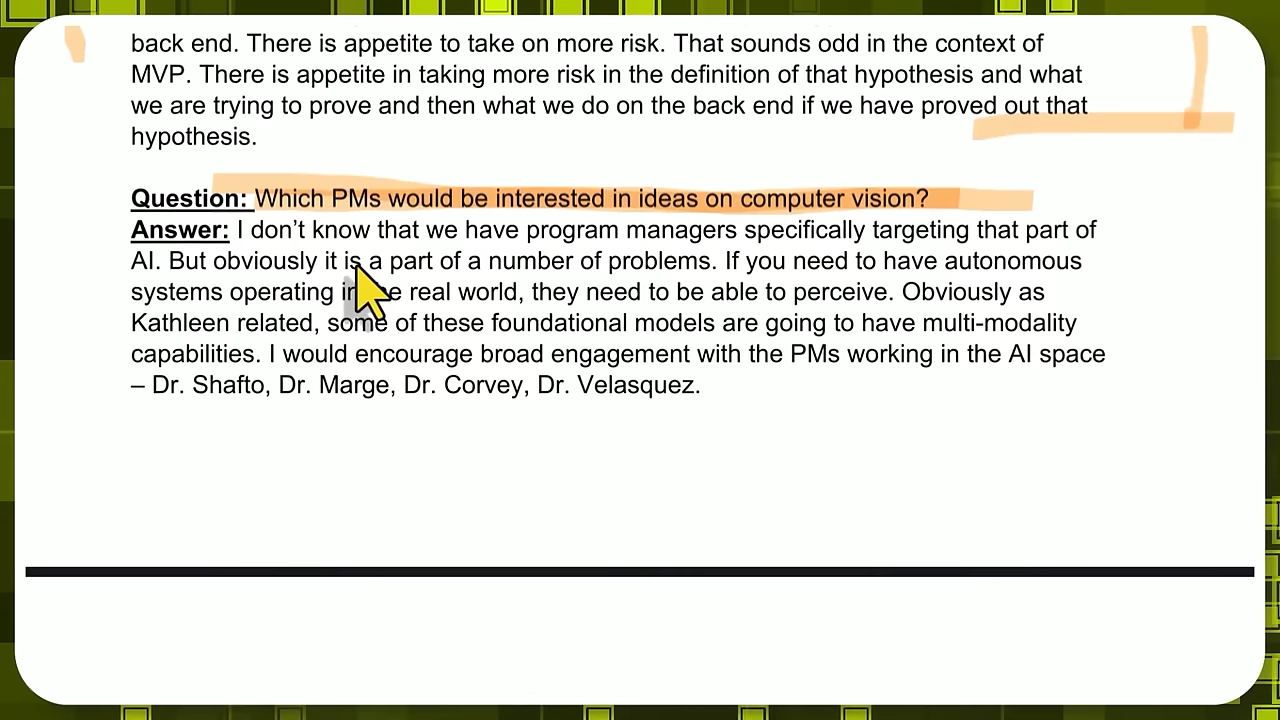 back end. There is appetite to take on more risk. That sounds odd in the context of
MVP. There is appetite in taking more risk in the definition of that hypothesis and what
we are trying to prove and then what we do on the back end if we have proved out that
hypothesis.
Question: Which PMs would be interested in ideas on computer vision?
Answer: I don’t know that we have program managers specifically targeting that part of
AI. But obviously it is a part of a number of problems. If you need to have autonomous
systems operating in the real world, they need to be able to perceive. Obviously as
Kathleen related, some of these foundational models are going to have multi-modality
capabilities. I would encourage broad engagement with the PMs working in the AI space
– Dr. Shafto, Dr. Marge, Dr. Corvey, Dr. Velasquez.